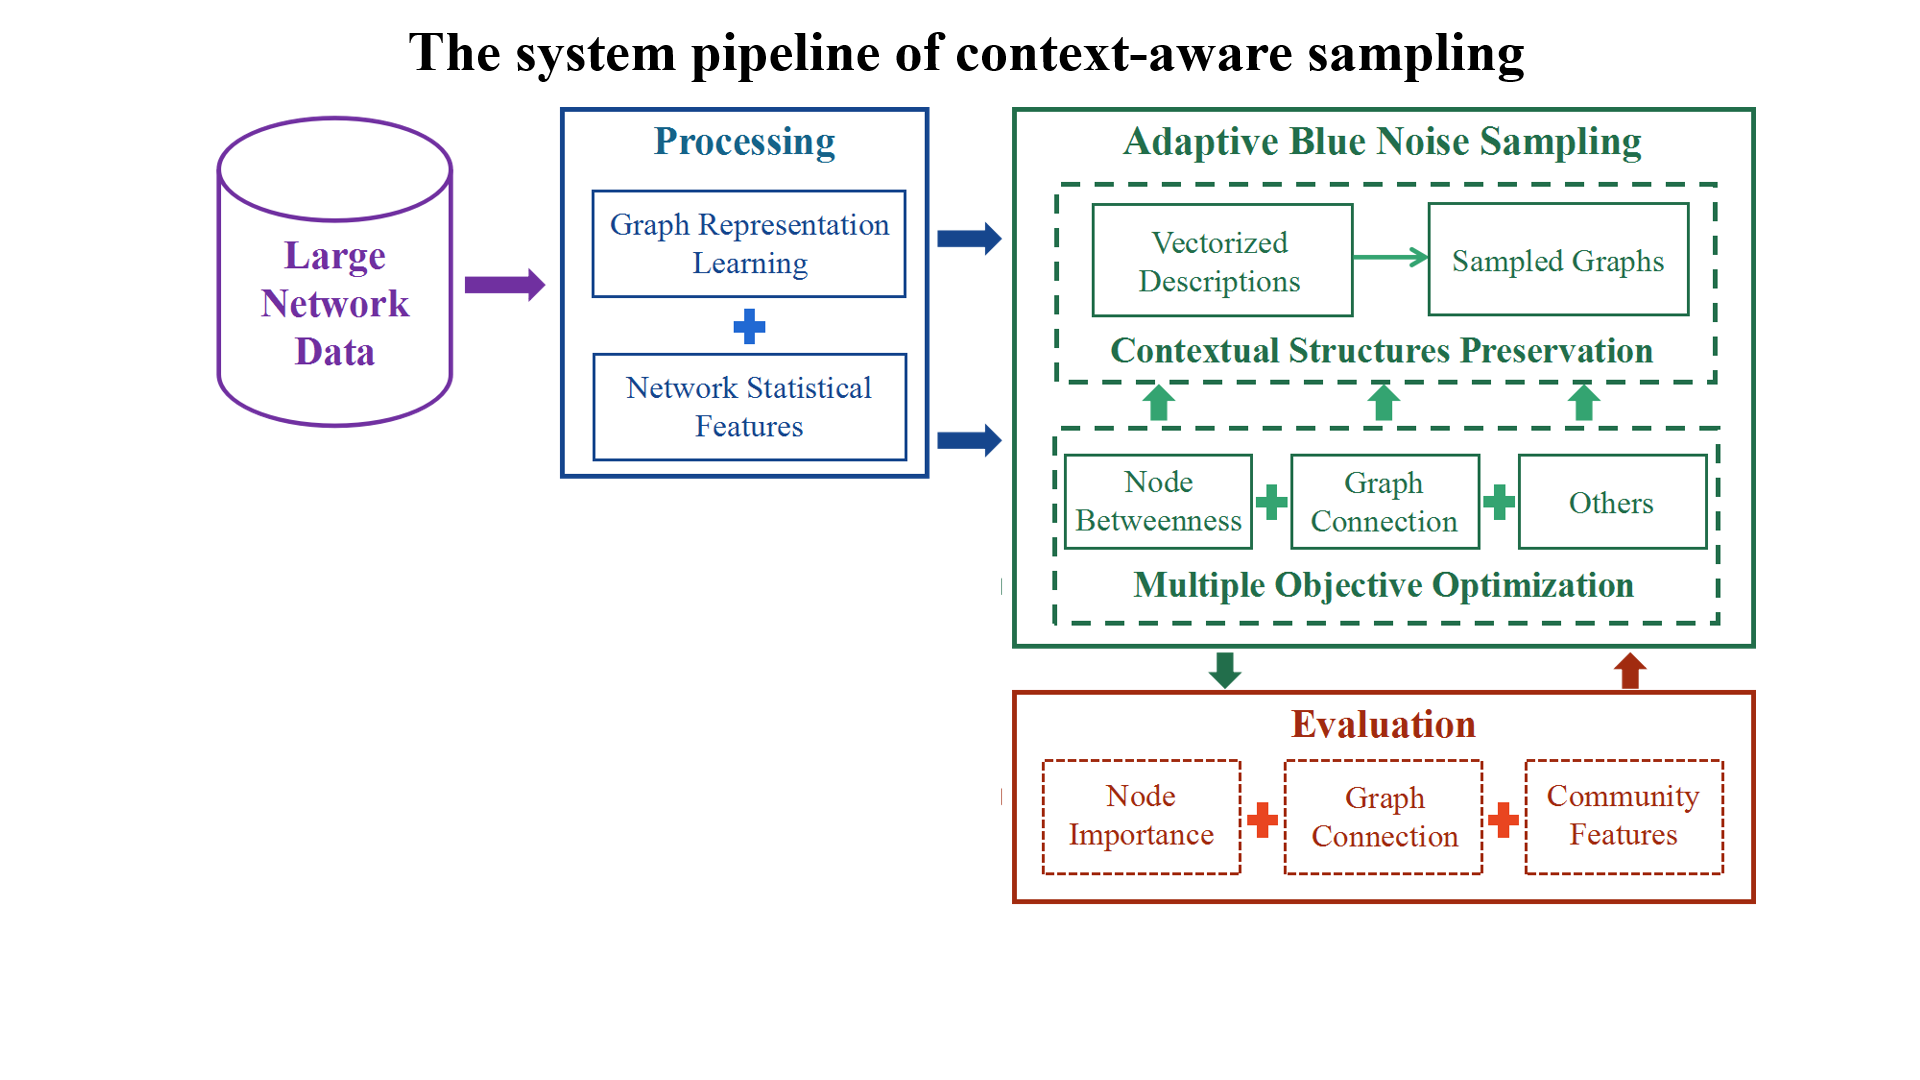 The system pipeline of context-aware sampling
Large
Network
Data
Processing
Graph Representation
Learning
Network Statistical
Features
Adaptive Blue Noise Sampling
Vectorized
Descriptions
Sampled Graphs
Contextual Structures Preservation
Node
Betweenness
Graph
Connection
Others
Multiple Objective Optimization
Evaluation
Node
Importance
Graph
Connection
Community
Features